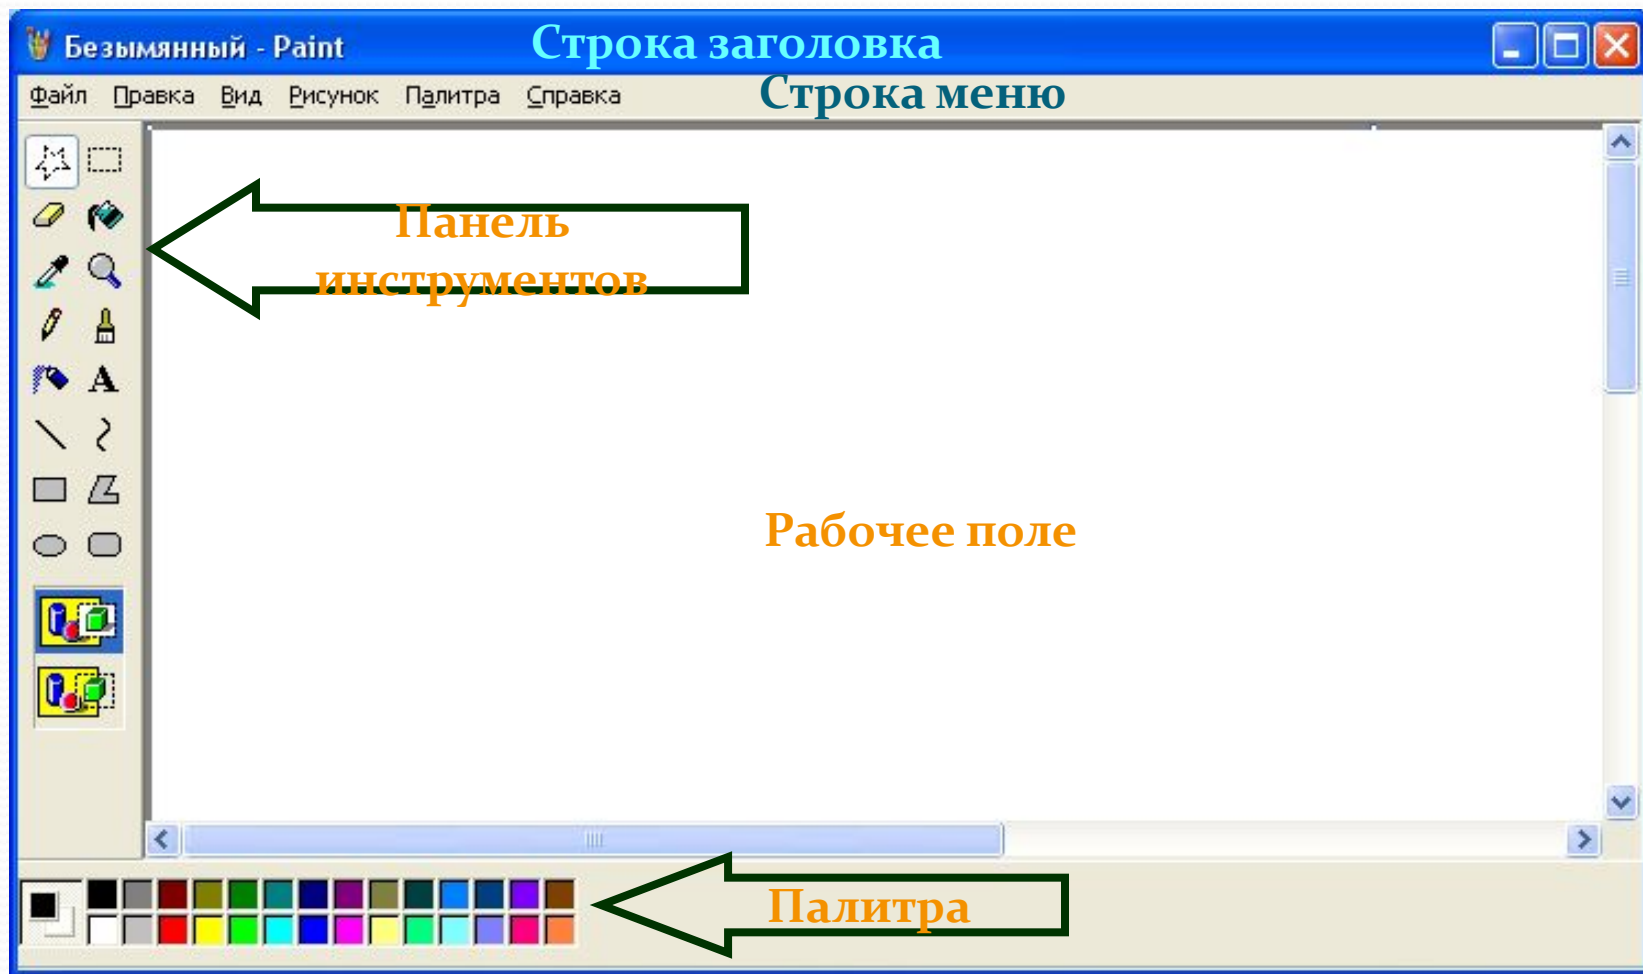 Безымянный - Paint
Строка заголовка
Файл Правка Вид Рисунок Палитра Справка
Строка меню
Панель
инструментов
A
Рабочее поле
Палитра